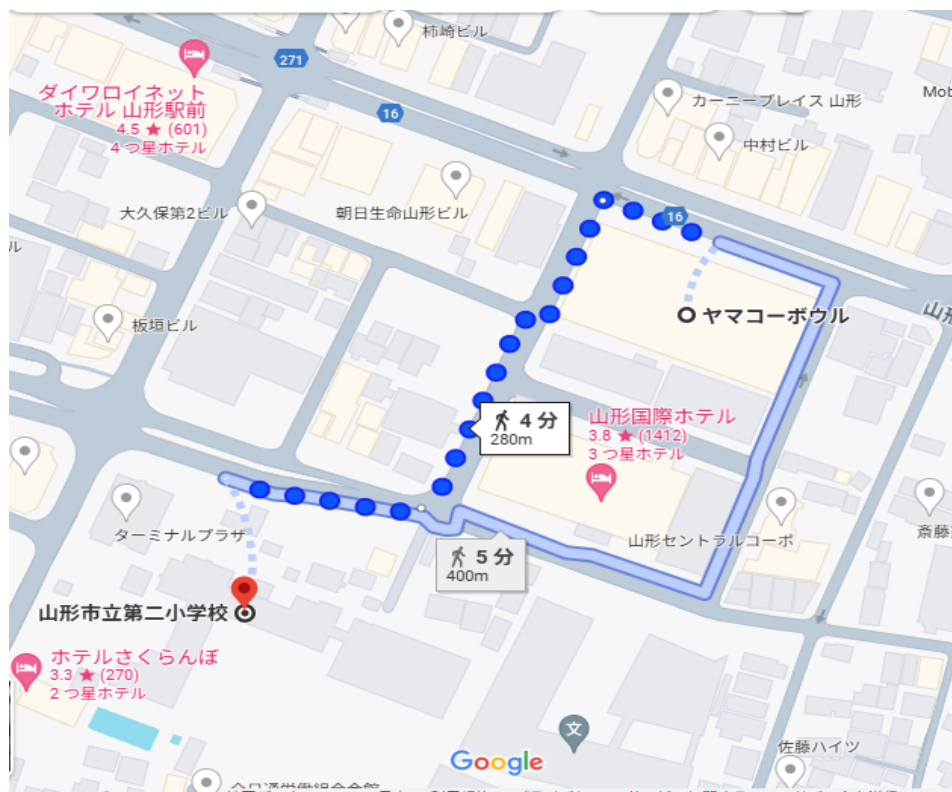 柿崎ビル
271
ダイワロイネット
ホテル 山形駅前
4.5 ★ (601)
4 つ星ホテル
16
カーニープレイス 山形
中村ビル
大久保第2ビル
朝日生命山形ビル
16
ヤマコーボウル
板垣ビル
4 分
280m
山形国際ホテル
3.8 ★ (1412)
3 つ星ホテル
ターミナルプラザ
5 分
400m
山形セントラルコーポ
山形市立第二小学校
ホテルさくらんぼ
3.3 ★ (270)
2 つ星ホテル
文
Google
佐藤ハイツ